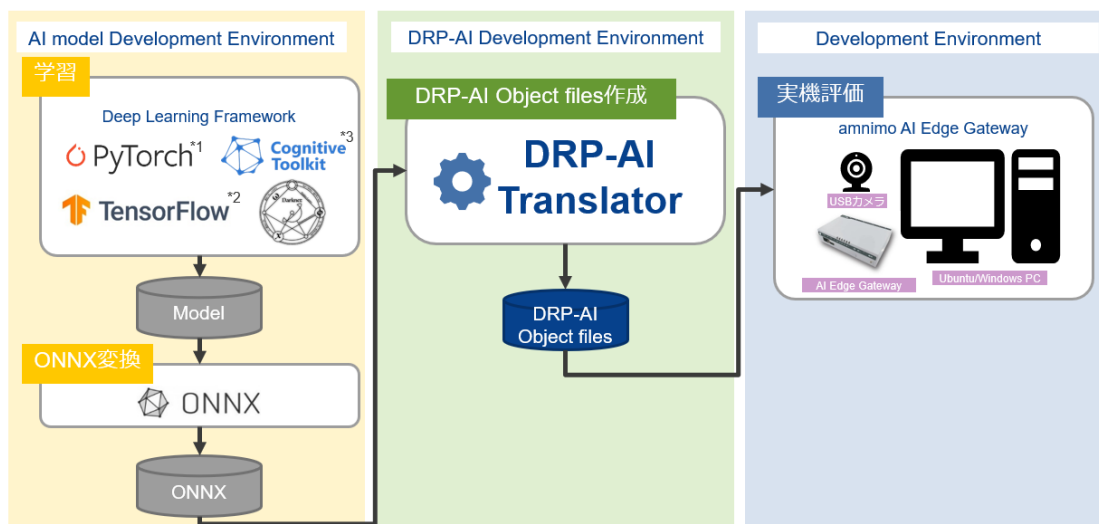 AI model Development Environment
学習
Deep Learning Framework
PyTorch*1
Cognitive*3
Toolkit
TensorFlow*2
Darknet
Model
ONNX変換
ONNX
ONNX
DRP-AI Development Environment
DRP-AI Object files作成
DRP-AI
Translator
DRP-AI
Object files
Development Environment
実機評価
amnimo AI Edge Gateway
USBカメラ
AI Edge Gateway
Ubuntu/Windows PC